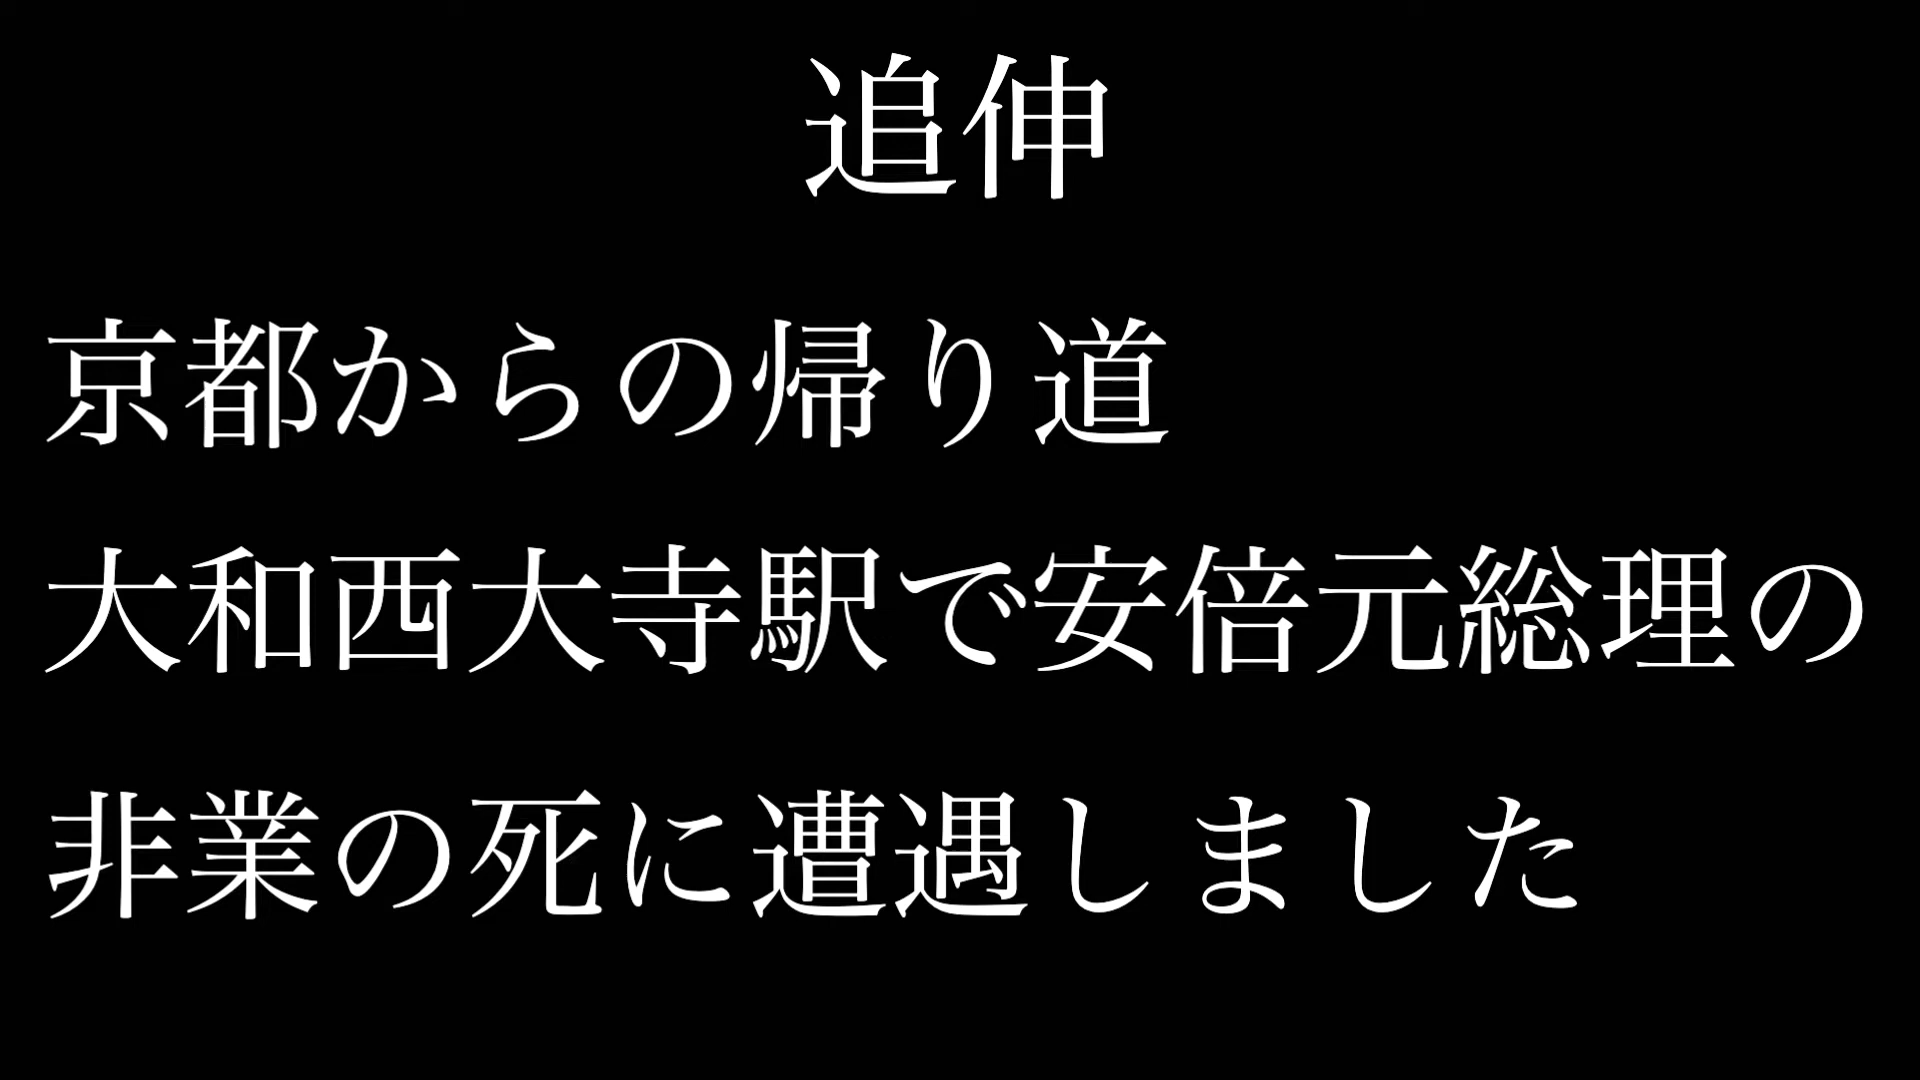 追伸
京都からの帰り道
大和西大寺駅で安倍元総理の
非業の死に遭遇しました